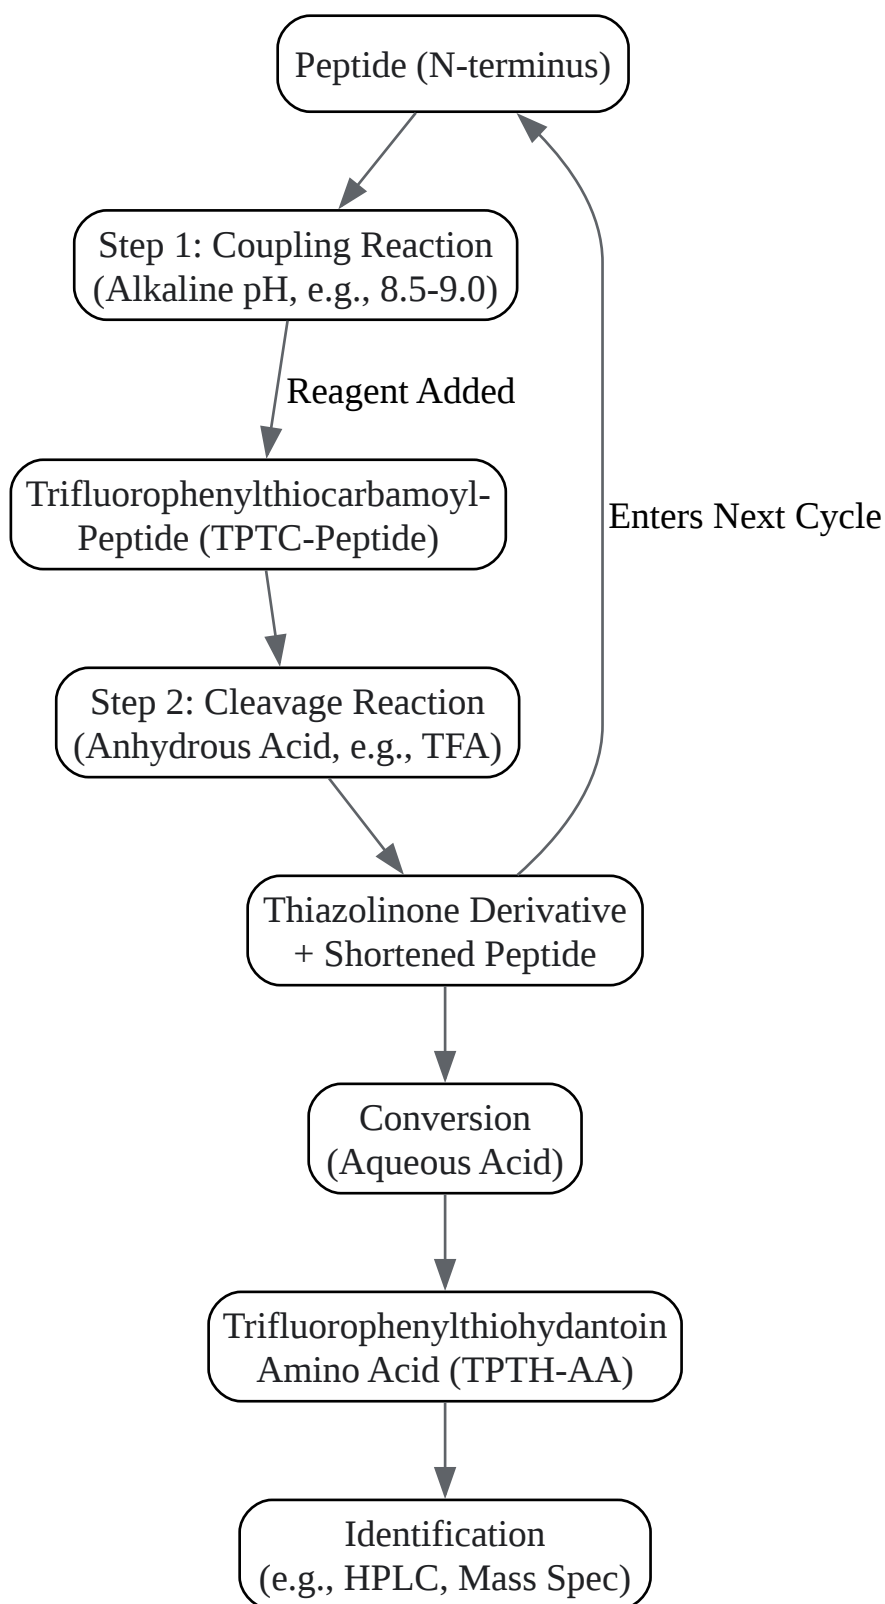 Peptide (N-terminus)
Step 1: Coupling Reaction
(Alkaline pH, e.g., 8.5-9.0)
Reagent Added
Trifluorophenylthiocarbamoyl-
Peptide (TPTC-Peptide)
Enters Next Cycle
Step 2: Cleavage Reaction
(Anhydrous Acid, e.g., TFA)
Thiazolinone Derivative
+ Shortened Peptide
Conversion
(Aqueous Acid)
Trifluorophenylthiohydantoin
Amino Acid (TPTH-AA)
Identification
(e.g., HPLC, Mass Spec)